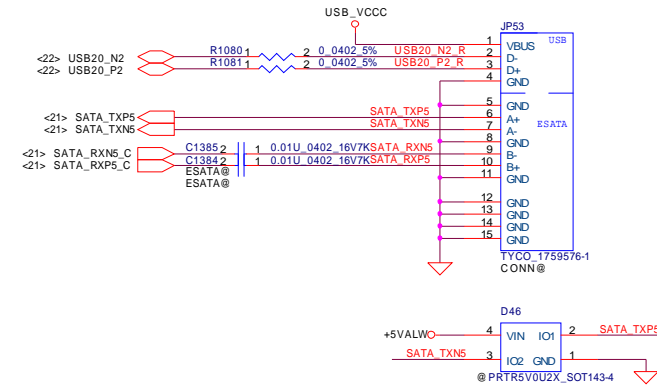 USB_VCCC
JP53
1 VBUS USB
<22> USB20_N2 R1080 1 2 0_0402_5% USB20_N2_R 2 D-
<22> USB20_P2 R1081 1 2 0_0402_5% USB20_P2_R 3 D+
4 GND
5 GND
<21> SATA_TXP5 SATA_TXP5 6 A+ ESATA
<21> SATA_TXN5 SATA_TXN5 7 A-
8 GND
<21> SATA_RXN5_C C1385 2 1 0.01U_0402_16V7K SATA_RXN5 9 B-
<21> SATA_RXP5_C C1384 2 1 0.01U_0402_16V7K SATA_RXP5 10 B+
ESATA@ 11 GND
ESATA@
12 GND
13 GND
14 GND
15 GND
TYCO_1759576-1
CONN@
D46
+5VALW 4 VIN IO1 2 SATA_TXP5
SATA_TXN5 3 IO2 GND 1
@ PRTR5V0U2X_SOT143-4